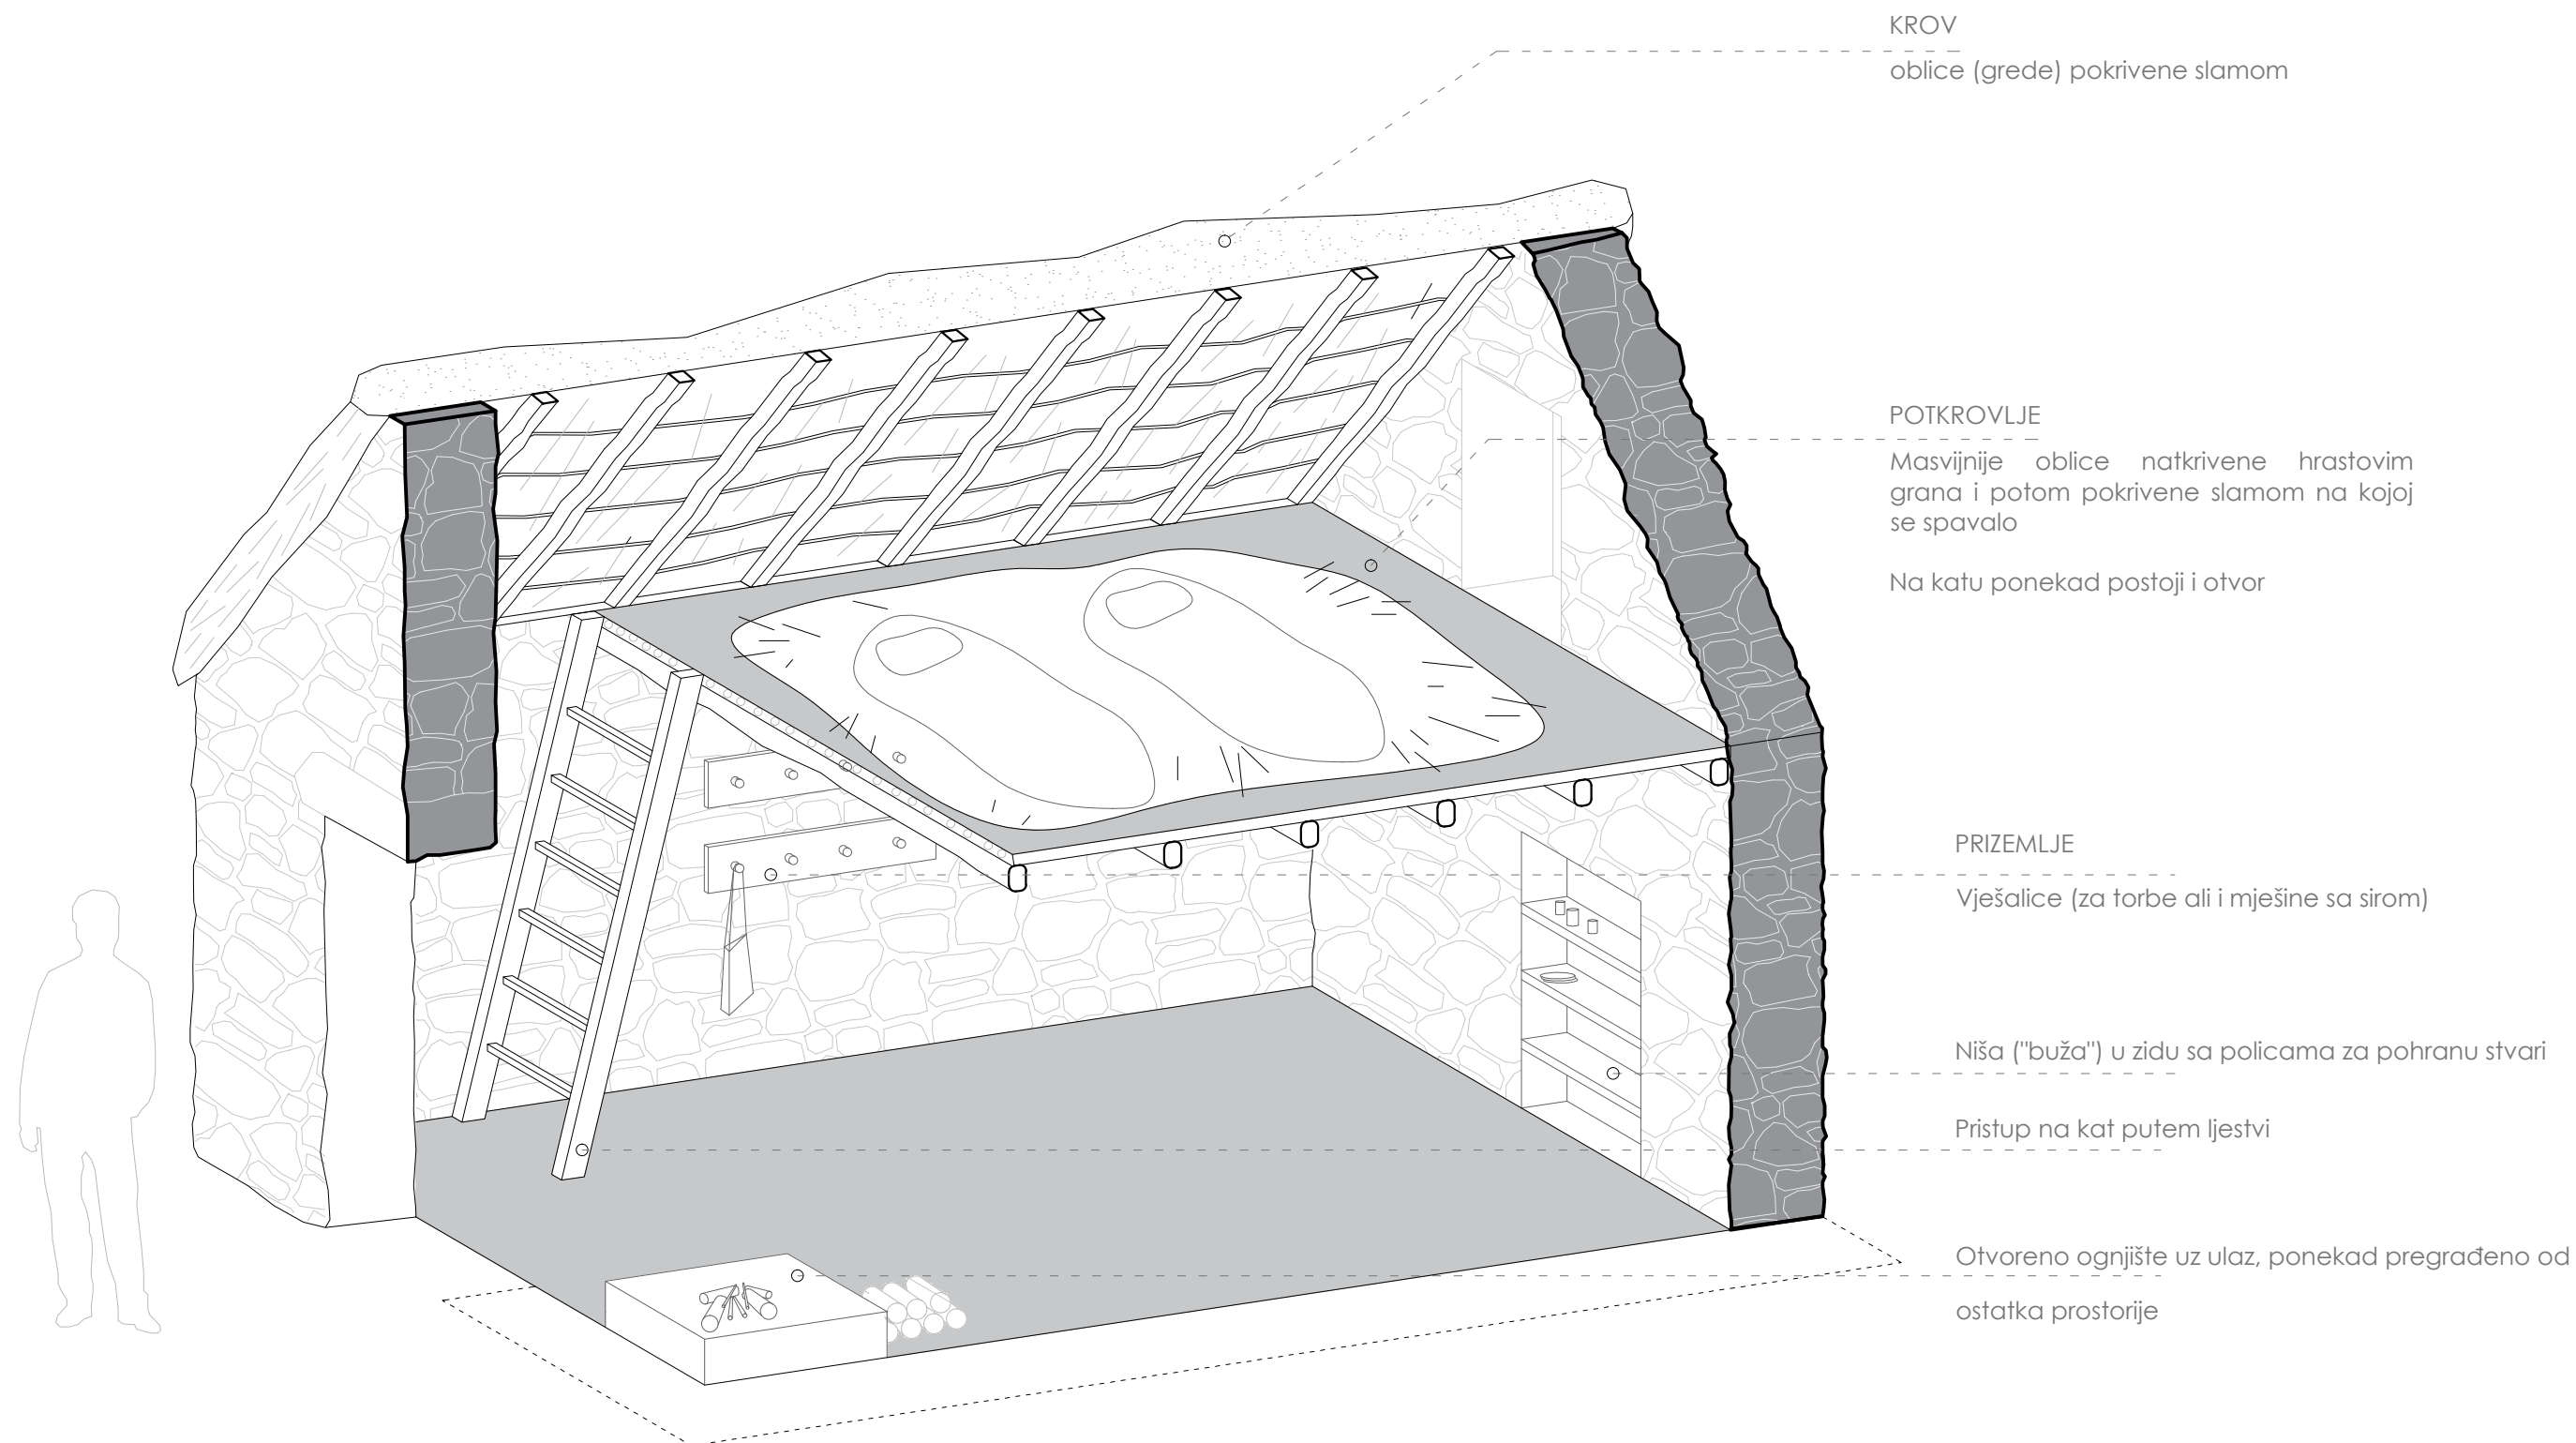 KROV
oblice (grede) pokrivene slamom
POTKROVLJE
Masvijnije oblice natkrivene hrastovim
grana i potom pokrivene slamom na kojoj
se spavalo
Na katu ponekad postoji i otvor
PRIZEMLJE
Vješalice (za torbe ali i mješine sa sirom)
Niša ("buža") u zidu sa policama za pohranu stvari
Pristup na kat putem ljestvi
Otvoreno ognjište uz ulaz, ponekad pregrađeno od
ostatka prostorije